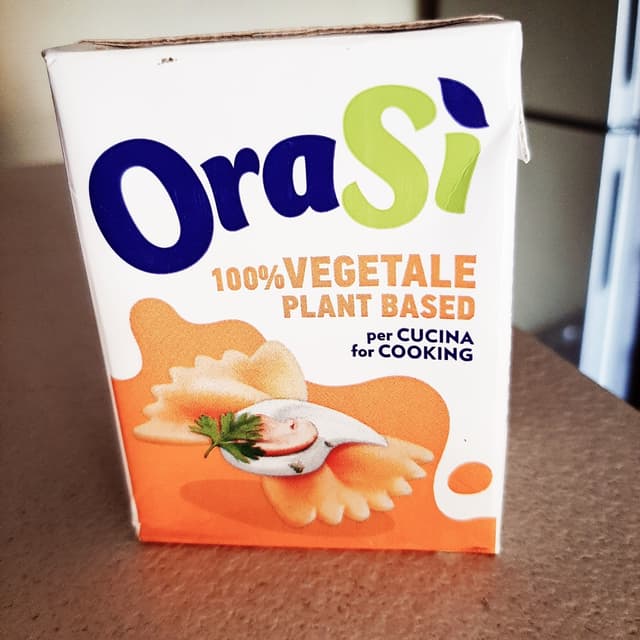 OraSì
100% VEGETALE
PLANT BASED
per CUCINA
for COOKING